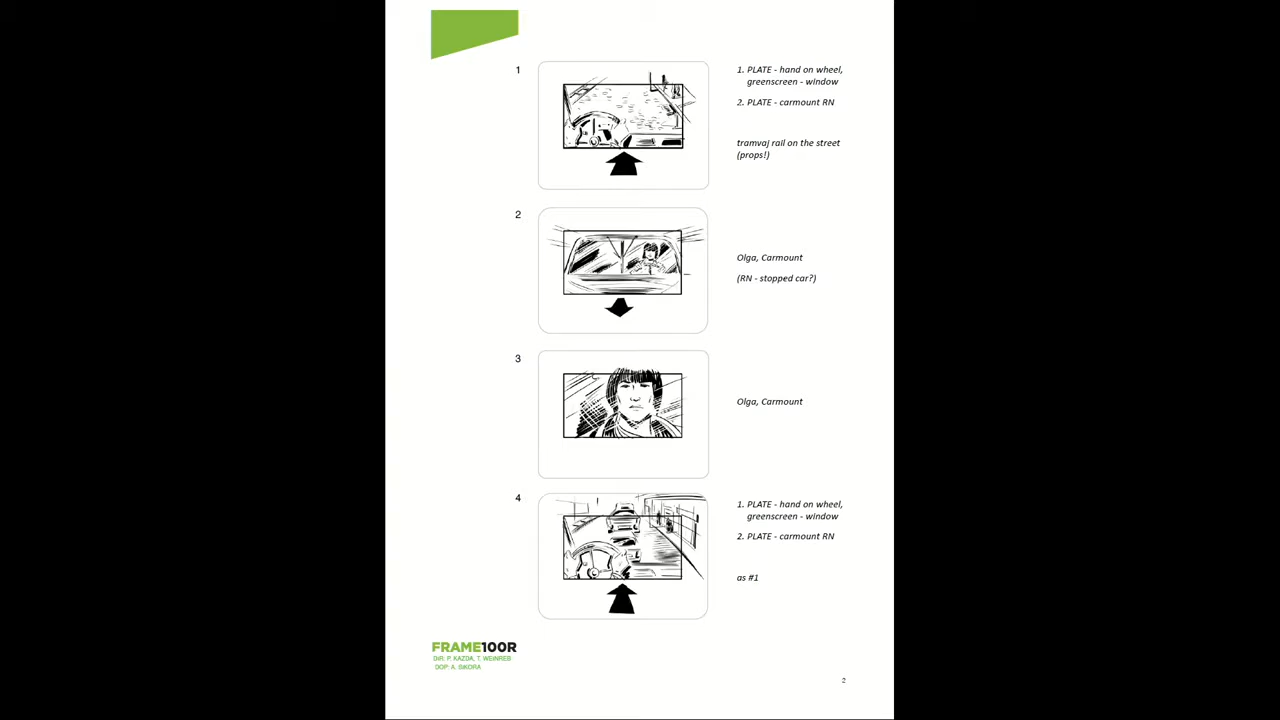 1
1. PLATE - hand on wheel,
greenscreen - window
2. PLATE - carmount RN
tramvaj rail on the street
(props!)
2
Olga, Carmount
(RN - stopped car?)
3
Olga, Carmount
4
1. PLATE - hand on wheel,
greenscreen - window
2. PLATE - carmount RN
as #1
FRAME100R
DIR: P. KAZDA, T. WEINREB
DOP: A. SIKORA
2